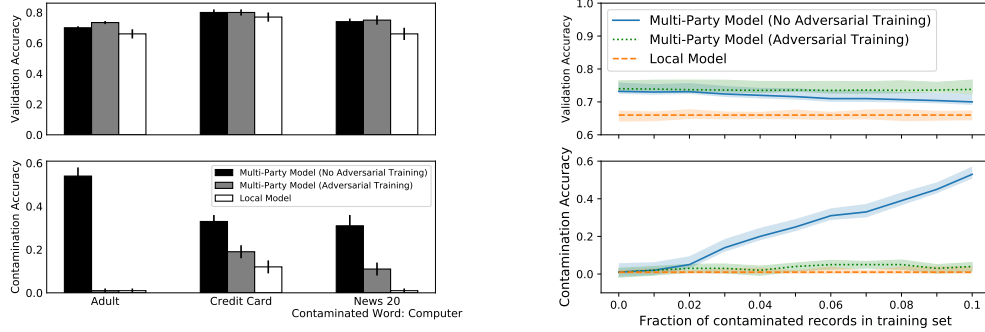 Validation Accuracy
0.8
0.6
0.4
0.2
0.0
Contamination Accuracy
0.6
0.4
0.2
0.0
Multi-Party Model (No Adversarial Training)
Multi-Party Model (Adversarial Training)
Local Model
Adult Credit Card News 20
Contaminated Word: Computer
Validation Accuracy
1.0
0.9
0.8
0.7
0.6
Multi-Party Model (No Adversarial Training)
Multi-Party Model (Adversarial Training)
Local Model
Contamination Accuracy
0.6
0.4
0.2
0.0
0.0 0.02 0.04 0.06 0.08 0.1
Fraction of contaminated records in training set